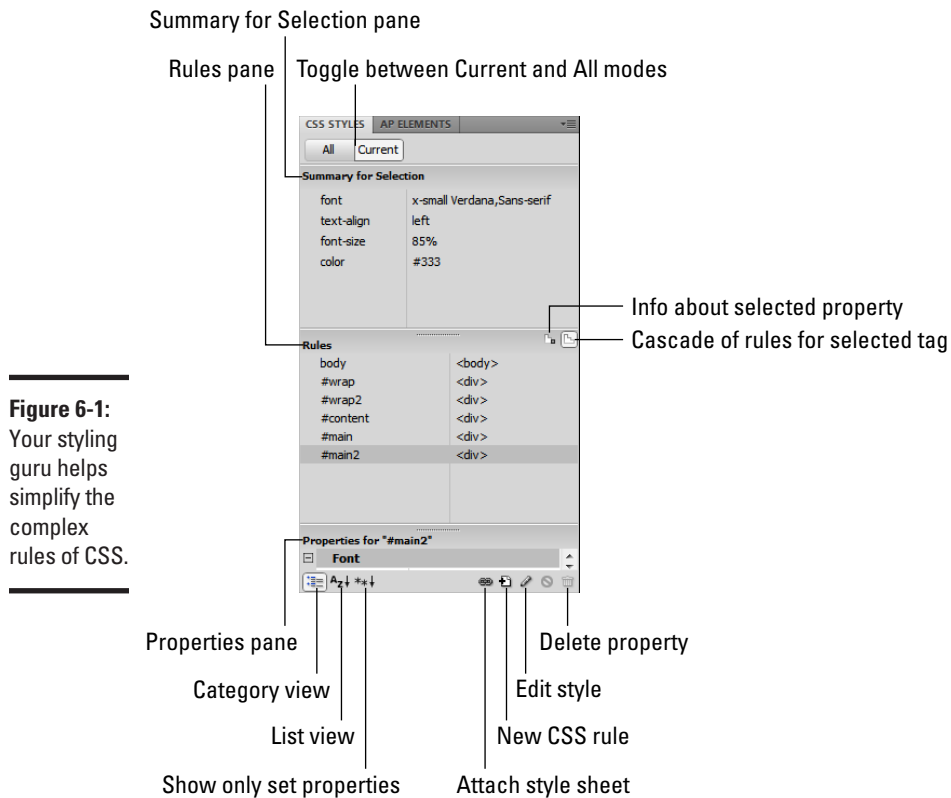 Summary for Selection pane
Rules pane
Toggle between Current and All modes
CSS STYLES AP ELEMENTS
All Current
Summary for Selection
font x-small Verdana,Sans-serif
text-align left
font-size 85%
color #333
Info about selected property
Cascade of rules for selected tag
Rules
body <body>
#wrap <div>
#wrap2 <div>
#content <div>
#main <div>
#main2 <div>
Figure 6-1:
Your styling
guru helps
simplify the
complex
rules of CSS.
Properties for "#main2"
Font
Az
**
Properties pane
Delete property
Category view
Edit style
List view
New CSS rule
Show only set properties
Attach style sheet